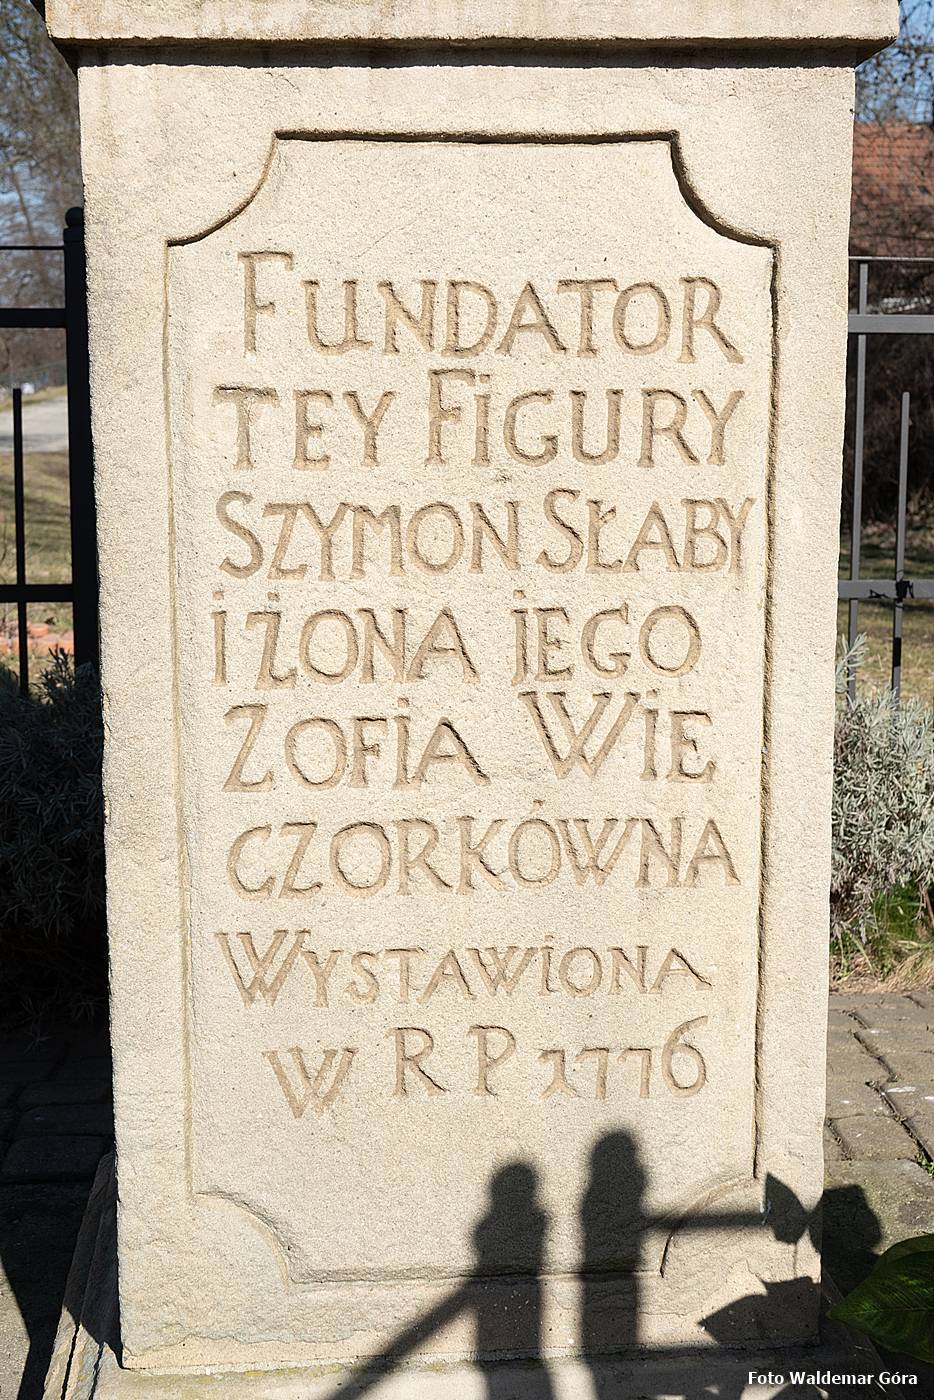 FUNDATOR
TEY FIGURY
SZYMON SŁABY
I ŻONA JEGO
ZOFIA WIE
CZORKÓWNA
WYSTAWIONA
W R P 1776
Foto Waldemar Góra